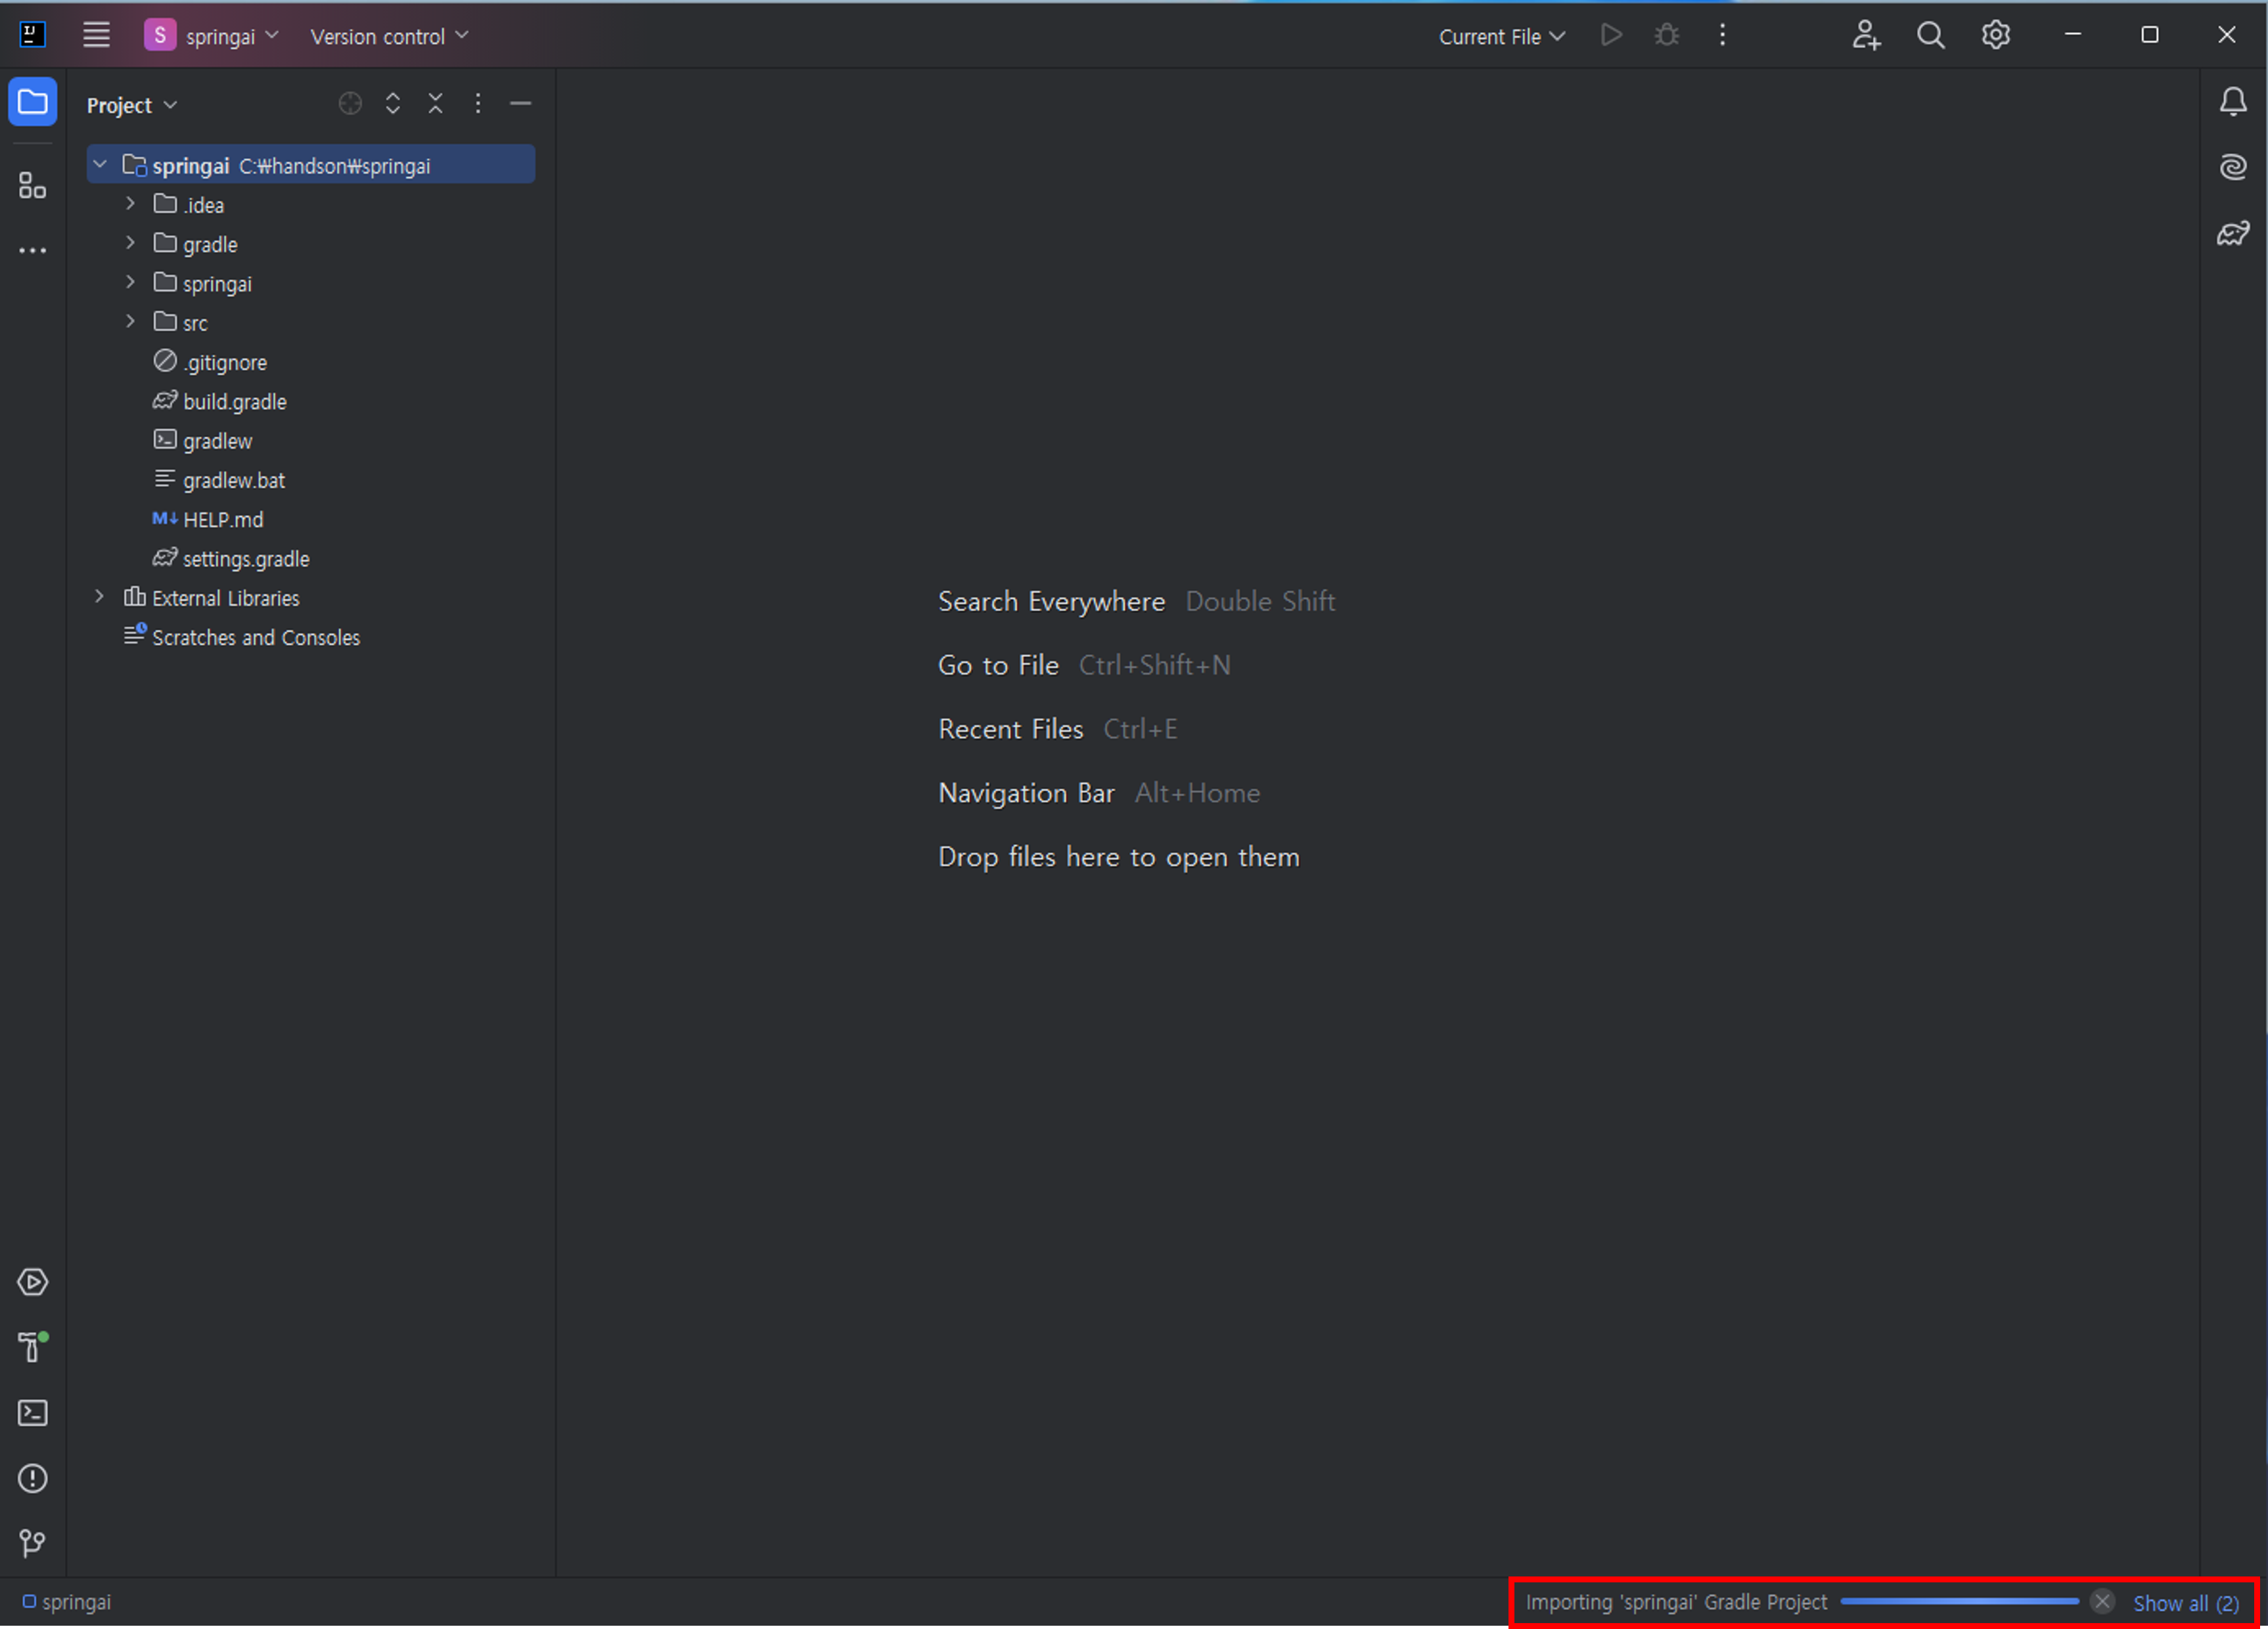 IJ
S springai Version control Current File
Project
springai C:₩handson₩springai
.idea
gradle
springai
src
.gitignore
build.gradle
gradlew
gradlew.bat
M↓ HELP.md
settings.gradle
External Libraries
Scratches and Consoles
Search Everywhere Double Shift
Go to File Ctrl+Shift+N
Recent Files Ctrl+E
Navigation Bar Alt+Home
Drop files here to open them
springai Importing 'springai' Gradle Project Show all (2)